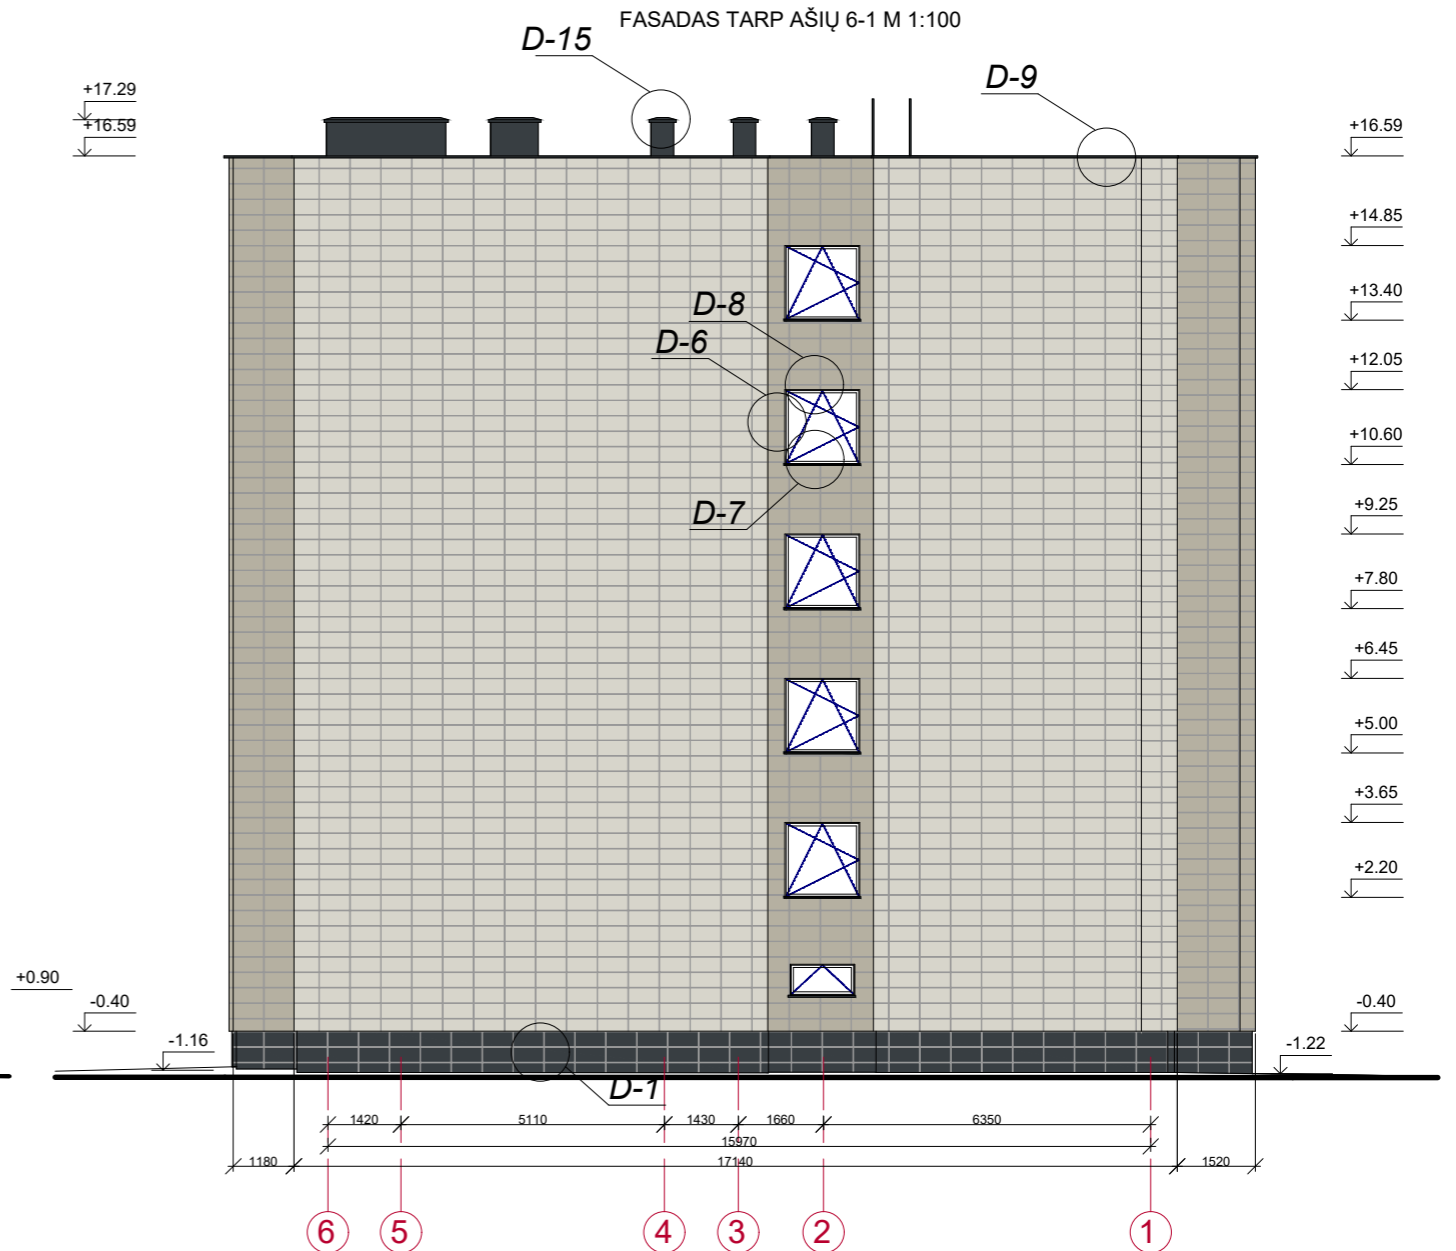 FASADAS TARP AŠIŲ 6-1 M 1:100
D-15
D-9
+17.29
+16.59
+16.59
+14.85
+13.40
D-8
D-6
+12.05
+10.60
D-7
+9.25
+7.80
+6.45
+5.00
+3.65
+2.20
+0.90
-0.40
-0.40
-1.16
-1.22
D-1
1420 5110 1430 1660 6350
15970
1180 17140 1520
6 5 4 3 2 1